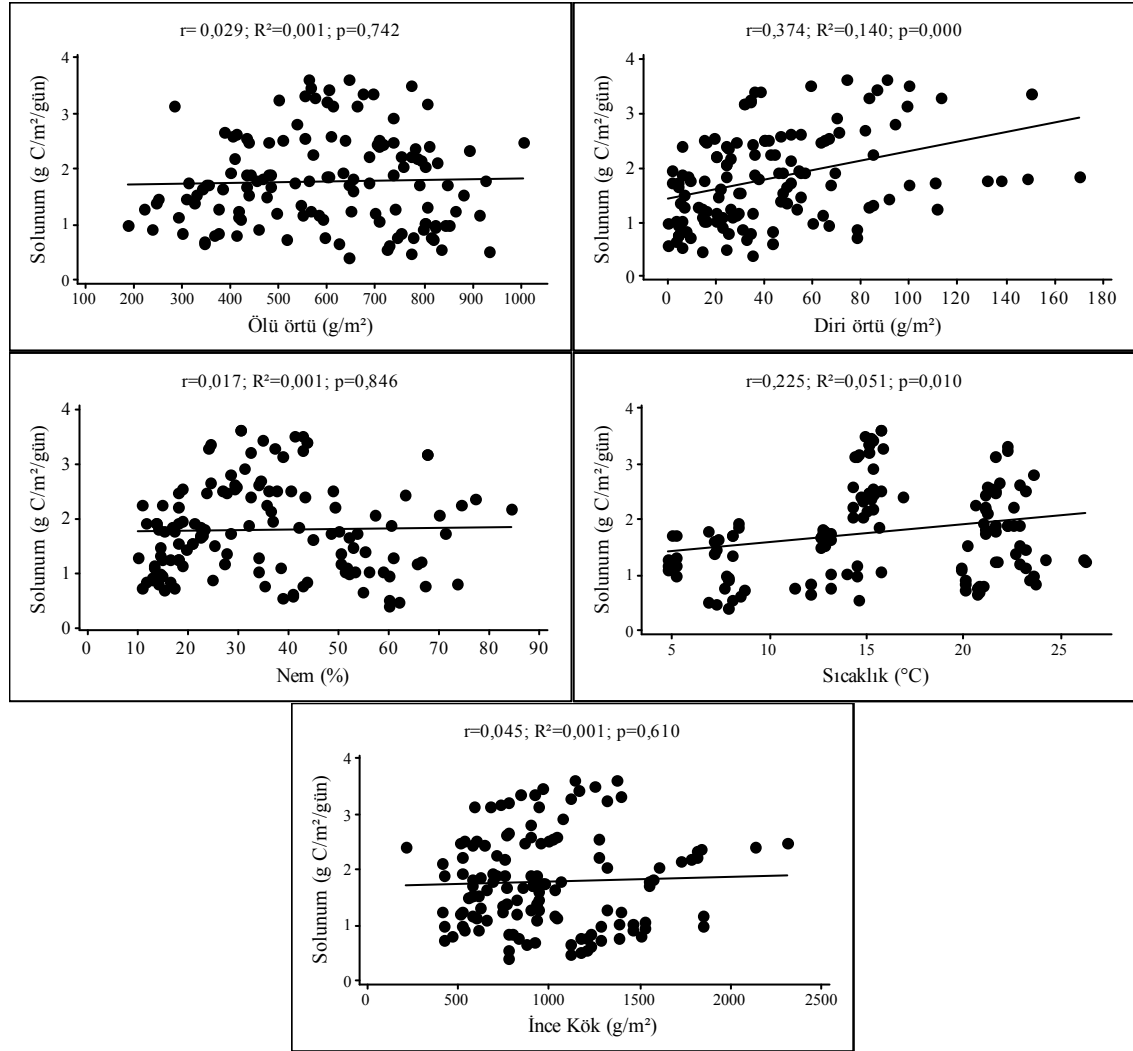 r= 0,029; R²=0,001; p=0,742
4
3
2
1
0
Solunum (g C/m²/gün)
100 200 300 400 500 600 700 800 900 1000
Ölü örtü (g/m²)
r=0,374; R²=0,140; p=0,000
4
3
2
1
0
Solunum (g C/m²/gün)
0 20 40 60 80 100 120 140 160 180
Diri örtü (g/m²)
r=0,017; R²=0,001; p=0,846
4
3
2
1
0
Solunum (g C/m²/gün)
0 10 20 30 40 50 60 70 80 90
Nem (%)
r=0,225; R²=0,051; p=0,010
4
3
2
1
0
Solunum (g C/m²/gün)
5 10 15 20 25
Sıcaklık (°C)
r=0,045; R²=0,001; p=0,610
4
3
2
1
0
Solunum (g C/m²/gün)
0 500 1000 1500 2000 2500
İnce Kök (g/m²)